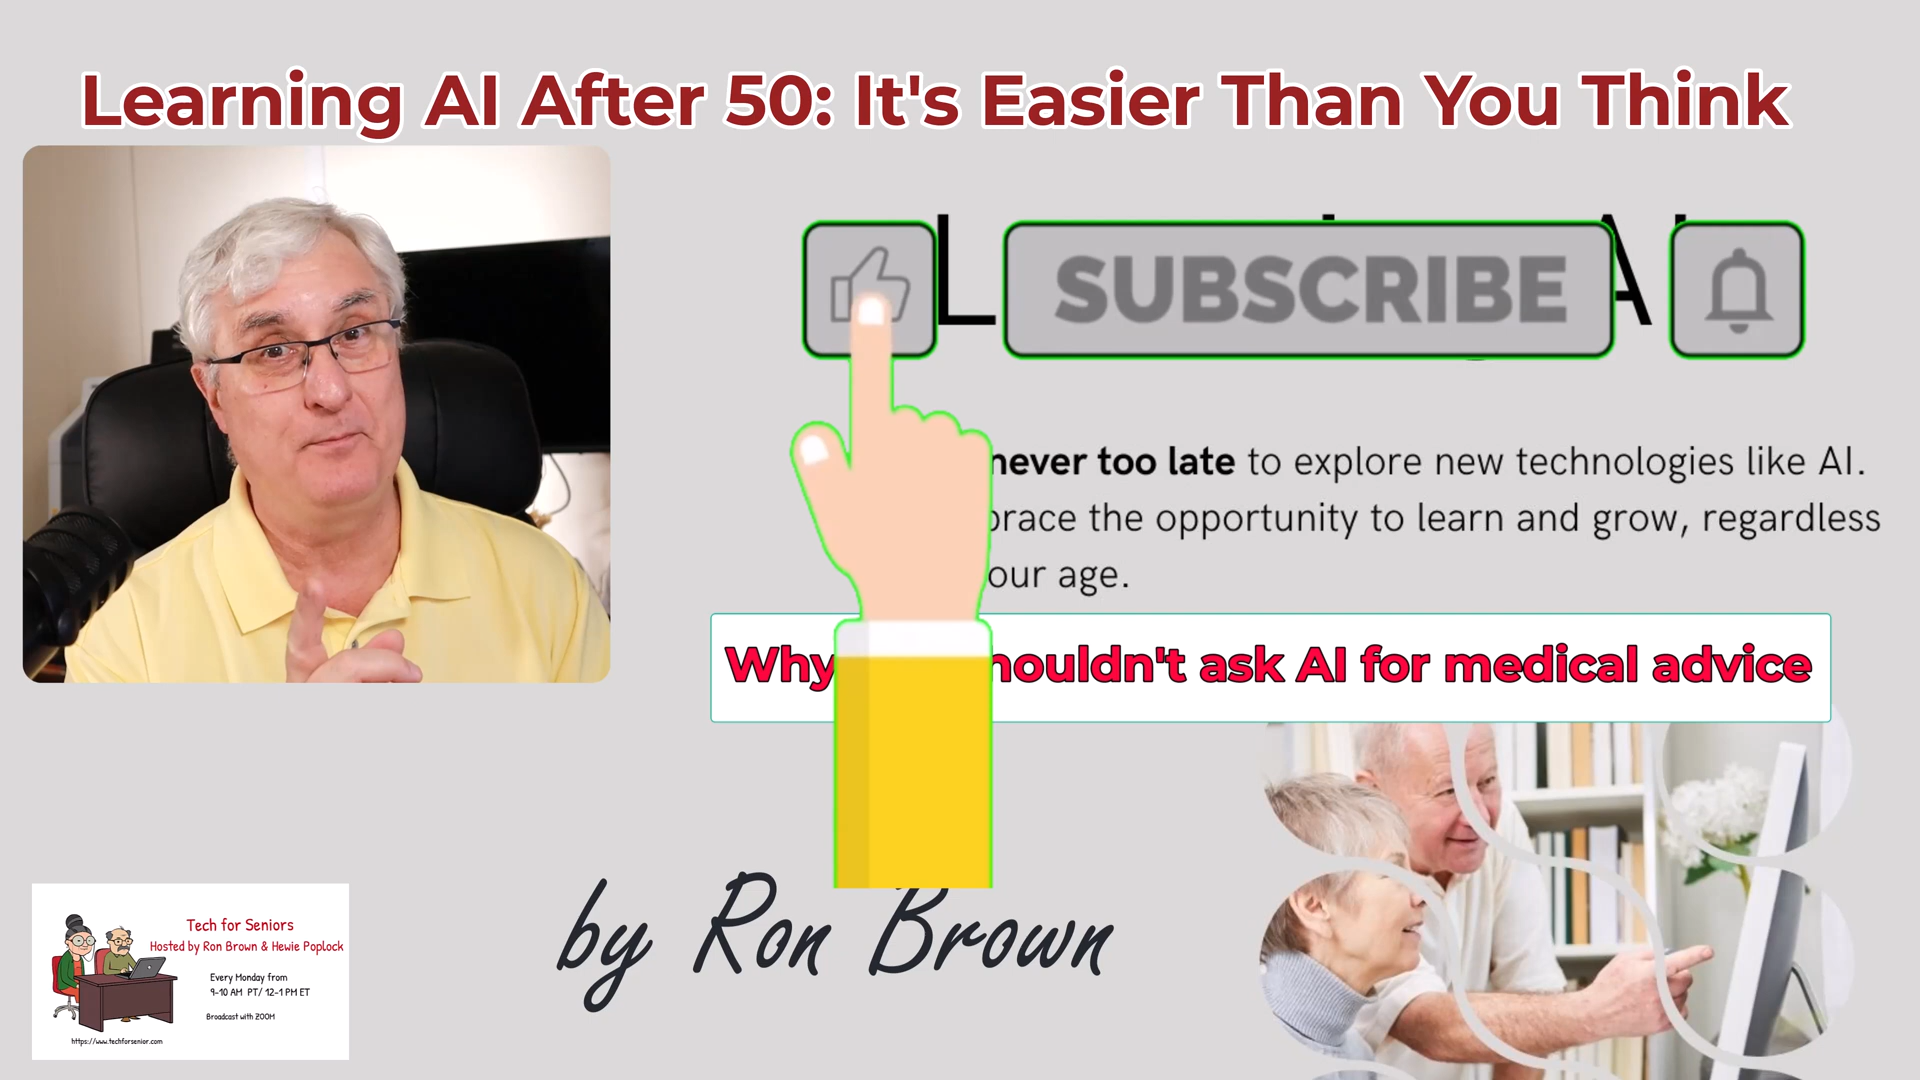 Learning AI After 50: It's Easier Than You Think
SUBSCRIBE
never too late to explore new technologies like AI.
the opportunity to learn and grow, regardless
age.
Why ask AI for medical advice
by Ron Brown
Tech for Seniors
Hosted by Ron Brown & Hewie Poplock
Every Monday from
9-10 AM PT/ 12-1 PM ET
Broadcast with ZOOM
https://www.techforsenior.com